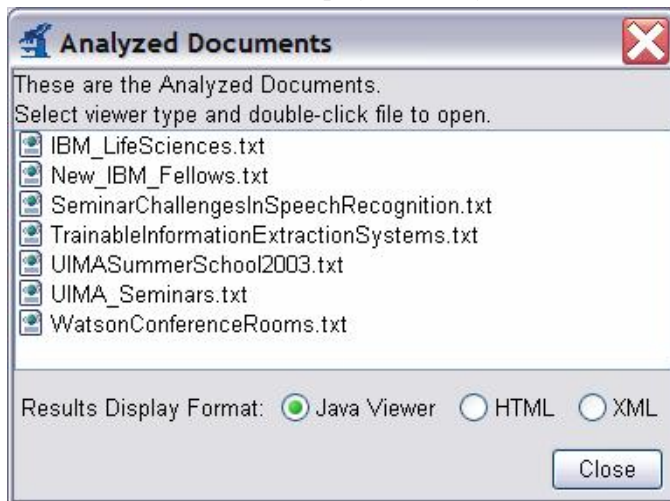 Analyzed Documents
These are the Analyzed Documents.
Select viewer type and double-click file to open.
IBM_LifeSciences.txt
New_IBM_Fellows.txt
SeminarChallengesInSpeechRecognition.txt
TrainableInformationExtractionSystems.txt
UIMASummerSchool2003.txt
UIMA_Seminars.txt
WatsonConferenceRooms.txt
Results Display Format: Java Viewer HTML XML
Close